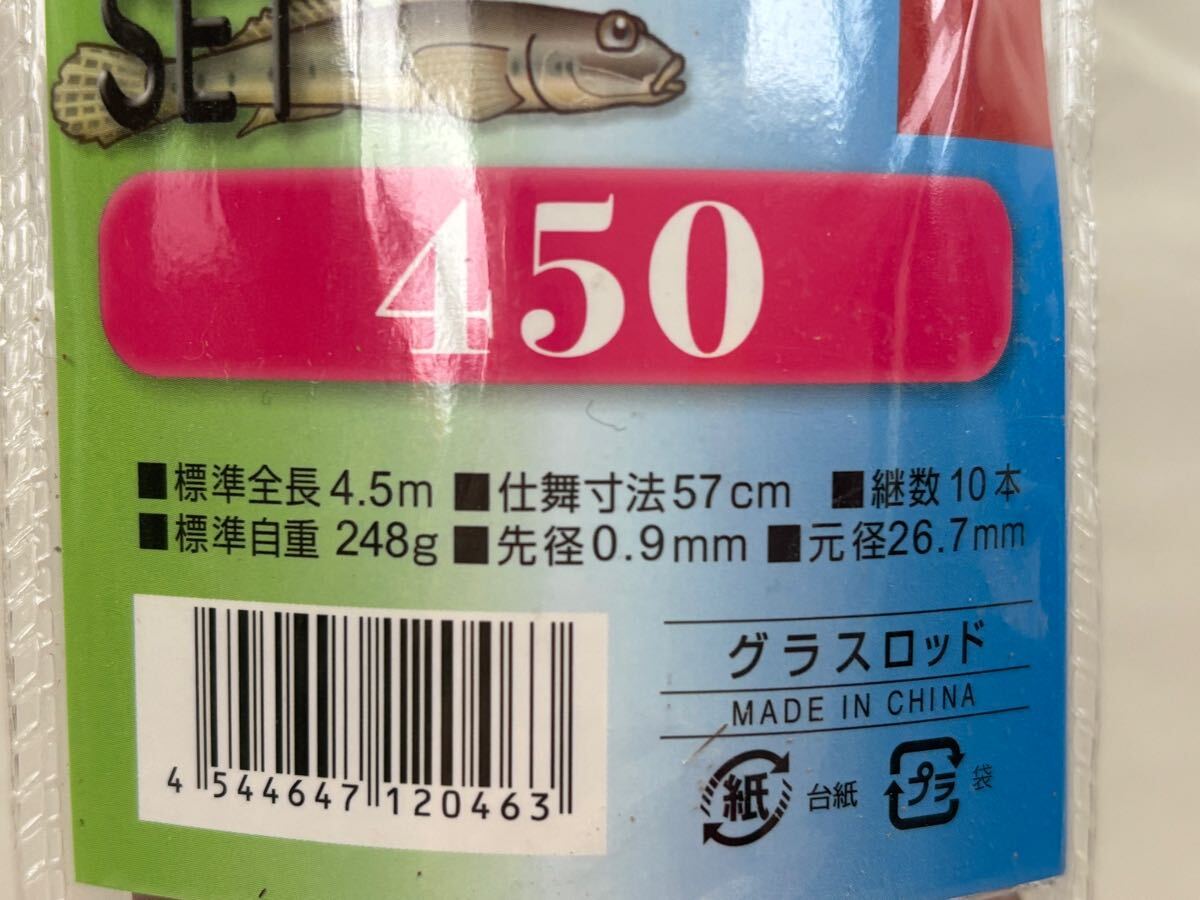 SET
450
■標準全長 4.5m ■仕舞寸法57cm ■継数10本
■標準自重 248g ■先径0.9mm ■元径26.7mm
グラスロッド
MADE IN CHINA
紙 台紙 プラ 袋
4 544647 120463